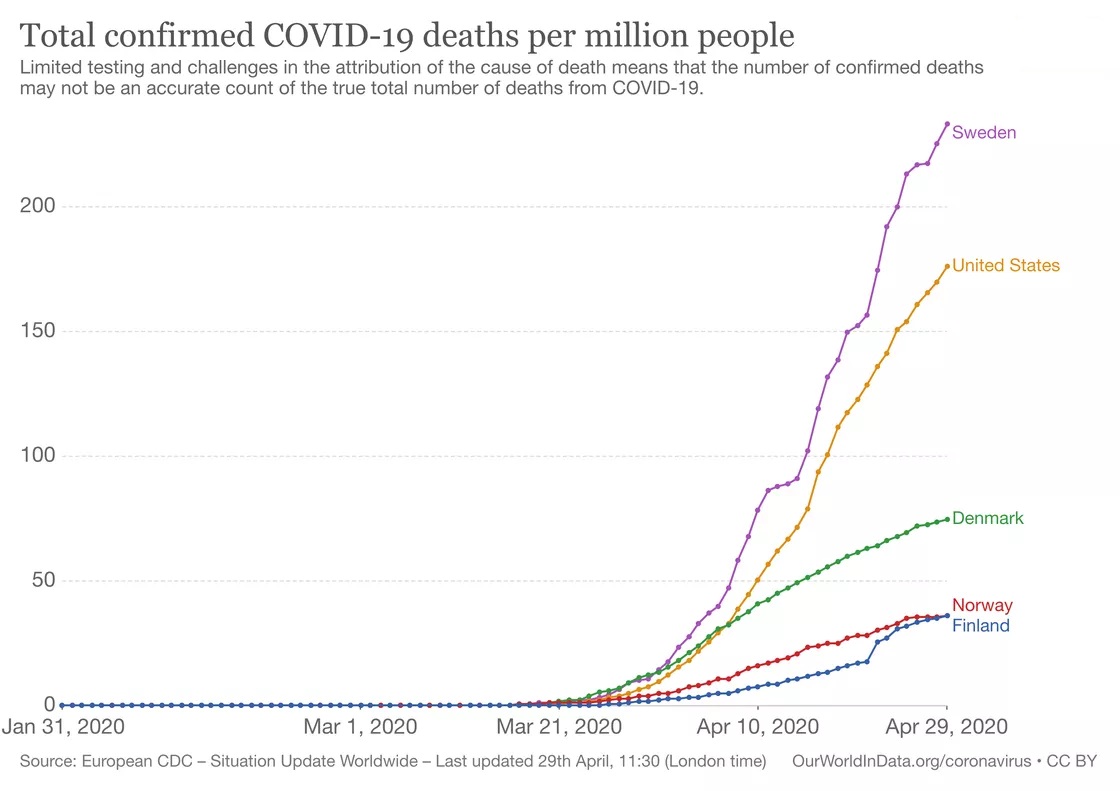 Total confirmed COVID-19 deaths per million people
Limited testing and challenges in the attribution of the cause of death means that the number of confirmed deaths
may not be an accurate count of the true total number of deaths from COVID-19.
Sweden
200
United States
150
100
Denmark
50
Norway
Finland
0
Jan 31, 2020 Mar 1, 2020 Mar 21, 2020 Apr 10, 2020 Apr 29, 2020
Source: European CDC – Situation Update Worldwide – Last updated 29th April, 11:30 (London time) OurWorldInData.org/coronavirus • CC BY